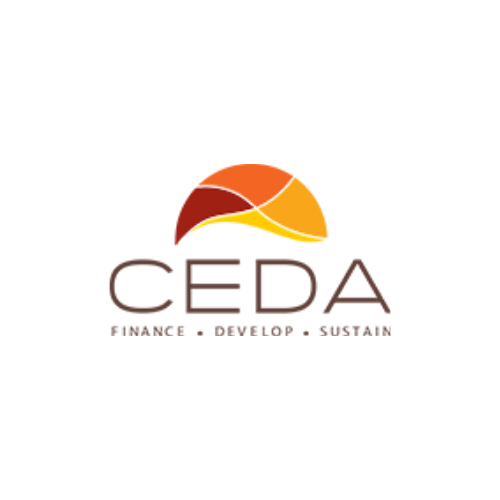 CEDA
FINANCE • DEVELOP • SUSTAIN